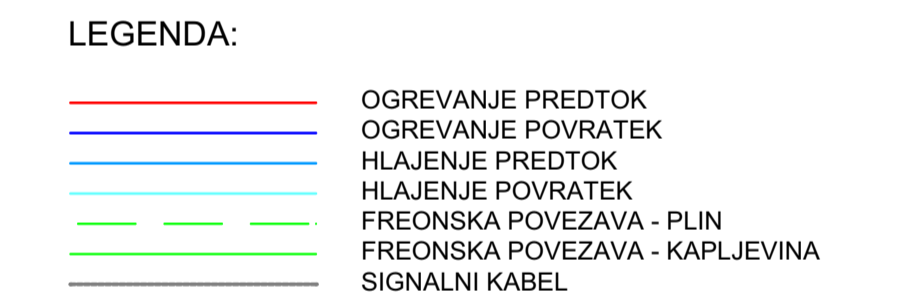 LEGENDA:
OGREVANJE PREDTOK
OGREVANJE POVRATEK
HLAJENJE PREDTOK
HLAJENJE POVRATEK
FREONSKA POVEZAVA - PLIN
FREONSKA POVEZAVA - KAPLJEVINA
SIGNALNI KABEL